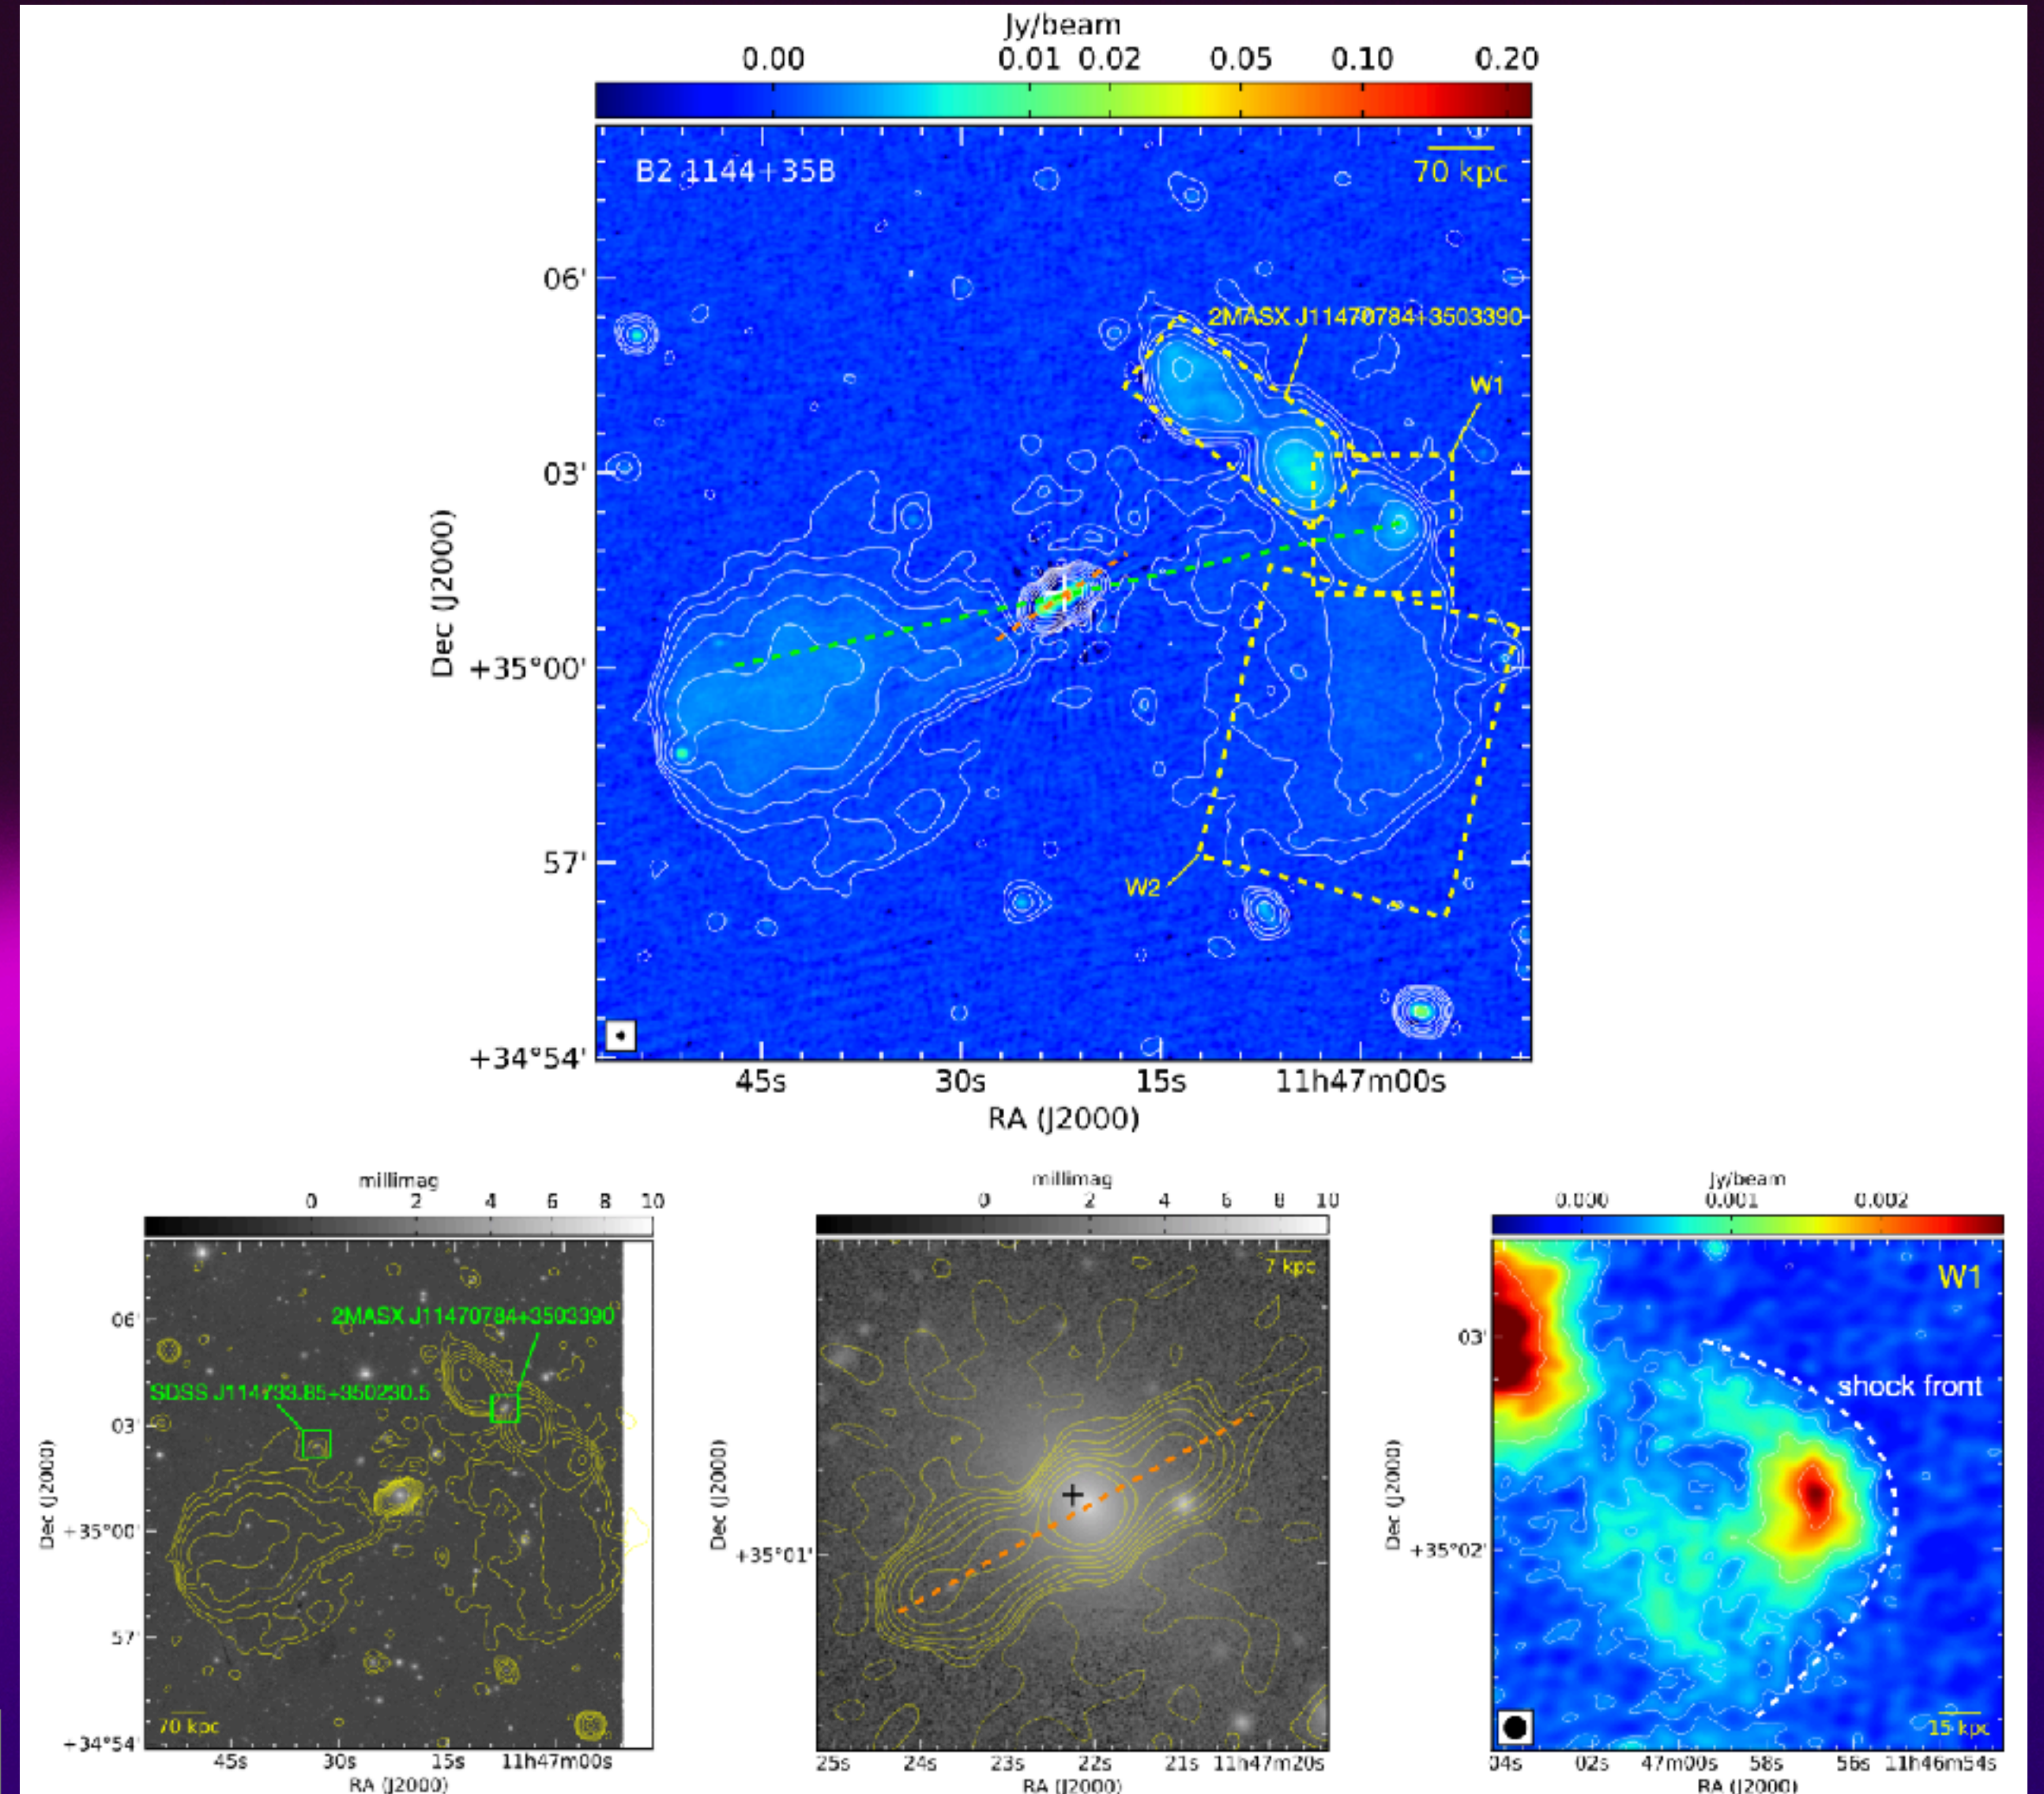 Jy/beam
0.00 0.01 0.02 0.05 0.10 0.20
B2 1144+35B
70 kpc
2MASX J11470784+3503390
W1
W2
06'
03'
+35°00'
57'
+34°54'
Dec (J2000)
45s 30s 15s 11h47m00s
RA (J2000)
millimag
0 2 4 6 8 10
2MASX J11470784+3503390
SDSS J114733.85+350230.5
06'
03'
+35°00'
57'
+34°54'
Dec (J2000)
70 kpc
45s 30s 15s 11h47m00s
RA (J2000)
millimag
0 2 4 6 8 10
7 kpc
+35°01'
Dec (J2000)
25s 24s 23s 22s 21s 11h47m20s
RA (J2000)
Jy/beam
0.000 0.001 0.002
W1
shock front
03'
+35°02'
Dec (J2000)
15 kpc
04s 02s 47m00s 58s 56s 11h46m54s
RA (J2000)